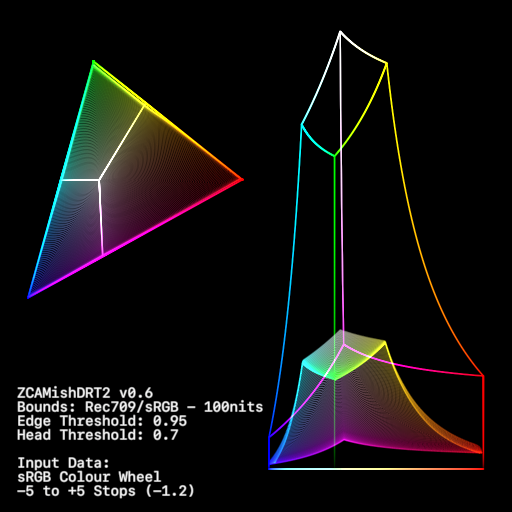 ZCAMishDRT2 v0.6
Bounds: Rec709/sRGB – 100nits
Edge Threshold: 0.95
Head Threshold: 0.7
Input Data:
sRGB Colour Wheel
–5 to +5 Stops (–1.2)